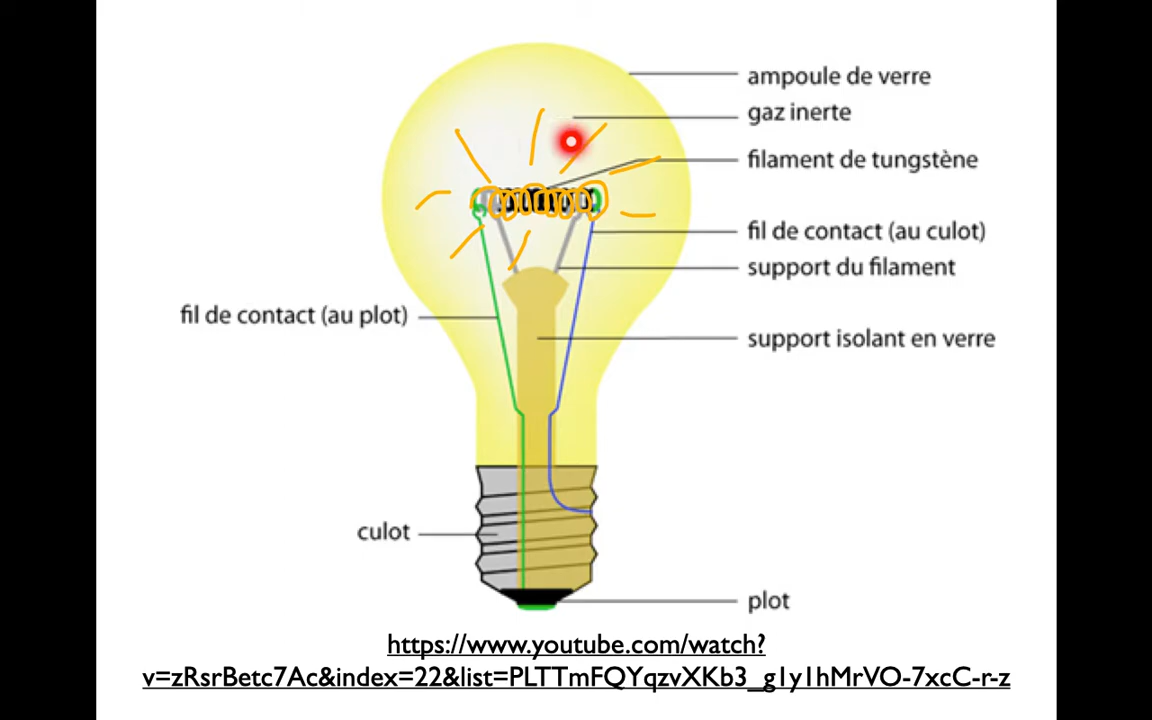 ampoule de verre
gaz inerte
filament de tungstène
fil de contact (au culot)
support du filament
fil de contact (au plot)
support isolant en verre
culot
plot
https://www.youtube.com/watch?
v=zRsrBetc7Ac&index=22&list=PLTTmFQYqzvXKb3_g1y1hMrVO-7xcC-r-z